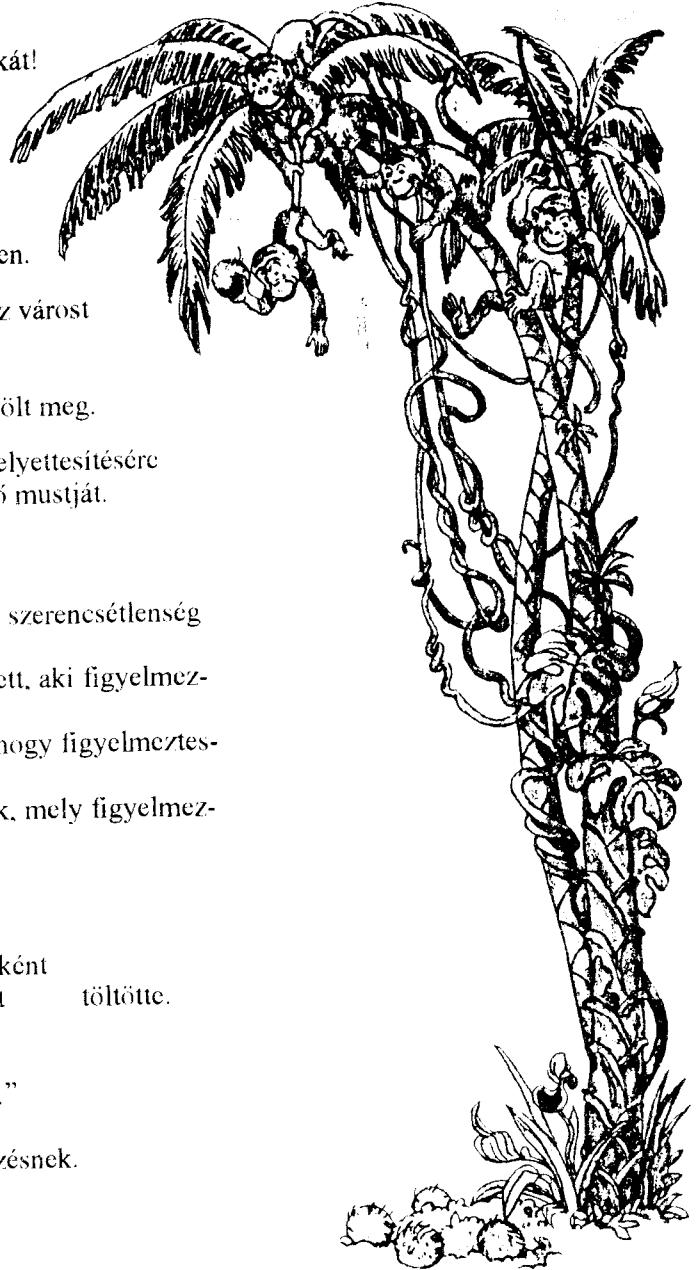 kát!
en.
z várost
ölt meg.
elyettesítésére
ő mustját.
szerencsétlenség
ett, aki figyelmez-
hogy figyelmeztes-
k, mely figyelmez-
ként
töltötte.
."
zésnek.